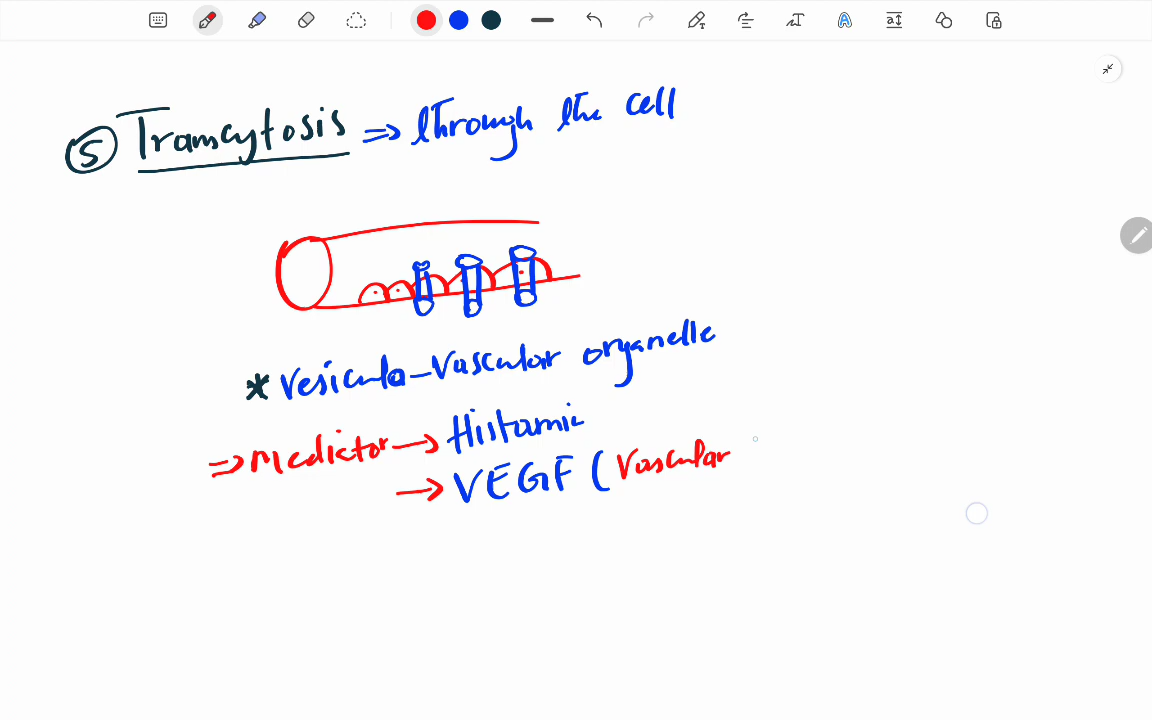 ⑤ Transcytosis ⇒ through the cell
* Vesiculo-Vascular organelle
⇒ Mediator → Histamine
→ VEGF ( Vascular